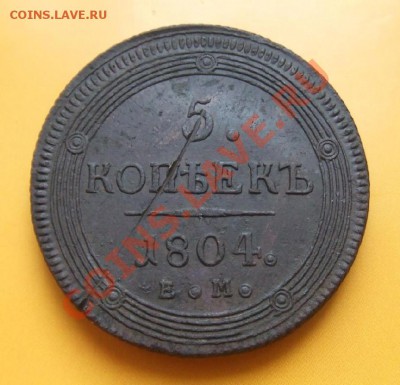 COINS.LAVE.RU
5.
КОПѢЕКЪ
1804.
Е. М.
COINS.LAVE.RU